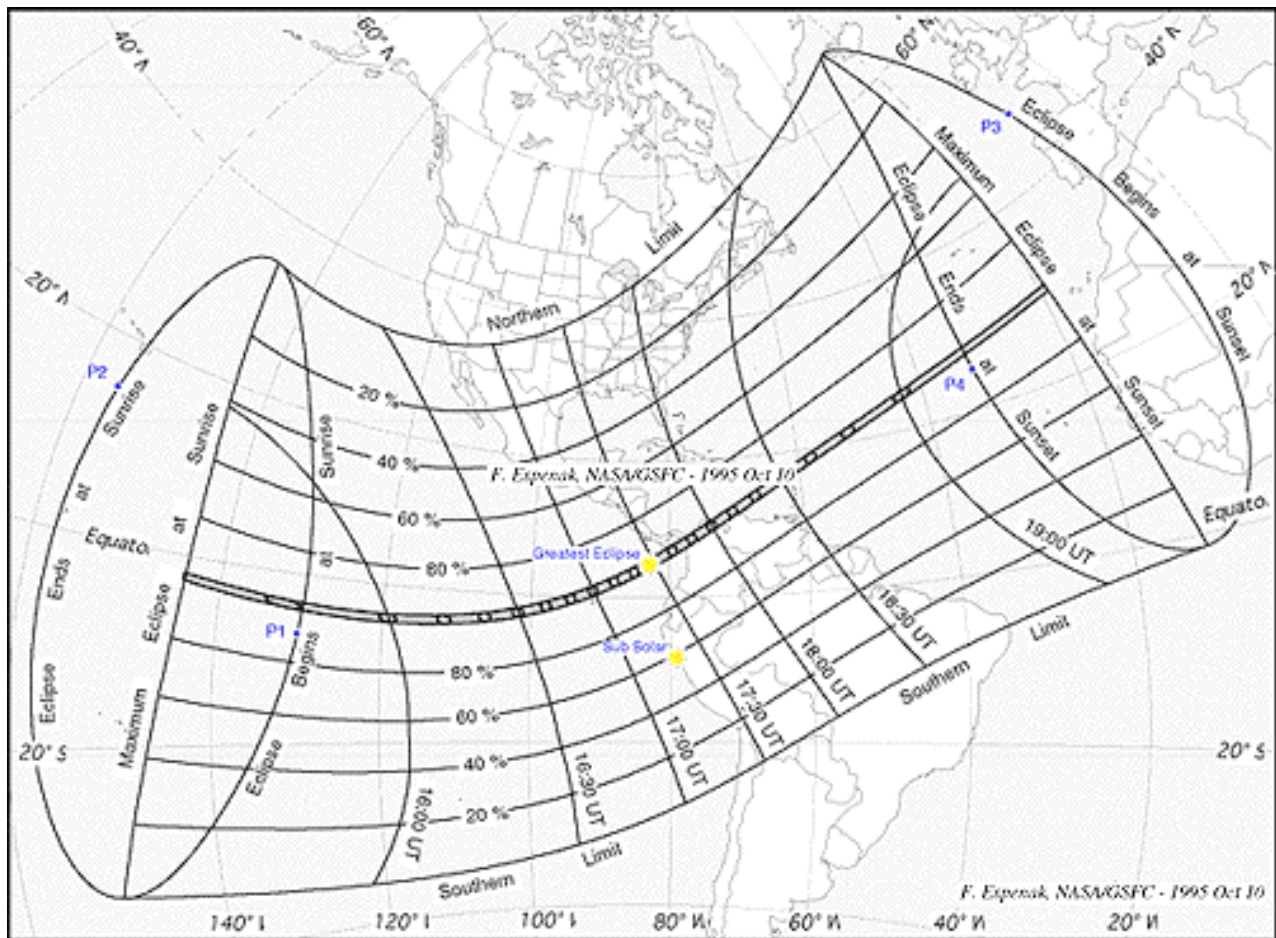 40° N
60° N
60° N
40° N
P3
Eclipse Begins at Sunset
Maximum Eclipse at Sunset
Eclipse Ends at Sunset
Limit
Northern
20° N
20° N
P2
Eclipse Ends at Sunrise
Maximum Eclipse at Sunrise
Eclipse Begins at Sunrise
20 %
40 %
60 %
80 %
F. Espenak, NASA/GSFC - 1995 Oct 10
P4
Equato
Equato
Greatest Eclipse
P1
Sub Solar
80 %
60 %
40 %
20 %
16:00 UT
16:30 UT
17:00 UT
17:30 UT
18:00 UT
18:30 UT
19:00 UT
Southern
Limit
Southern
Limit
20° S
20° S
F. Espenak, NASA/GSFC - 1995 Oct 10
140°
120°
100°
80° W
60° W
40° W
20° W